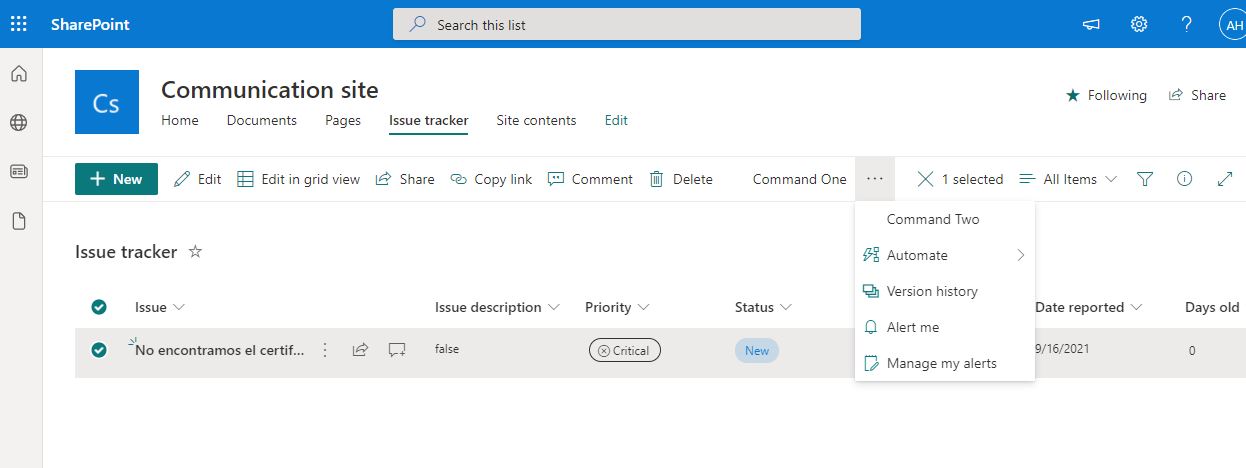 SharePoint Search this list ? AH
Communication site
Cs
Following Share
Home Documents Pages Issue tracker Site contents Edit
+ New Edit Edit in grid view Share Copy link Comment Delete Command One ... 1 selected All Items
Command Two
Automate
Version history
Alert me
Manage my alerts
Issue tracker
Issue Issue description Priority Status Date reported Days old
No encontramos el certif... false Critical New 9/16/2021 0